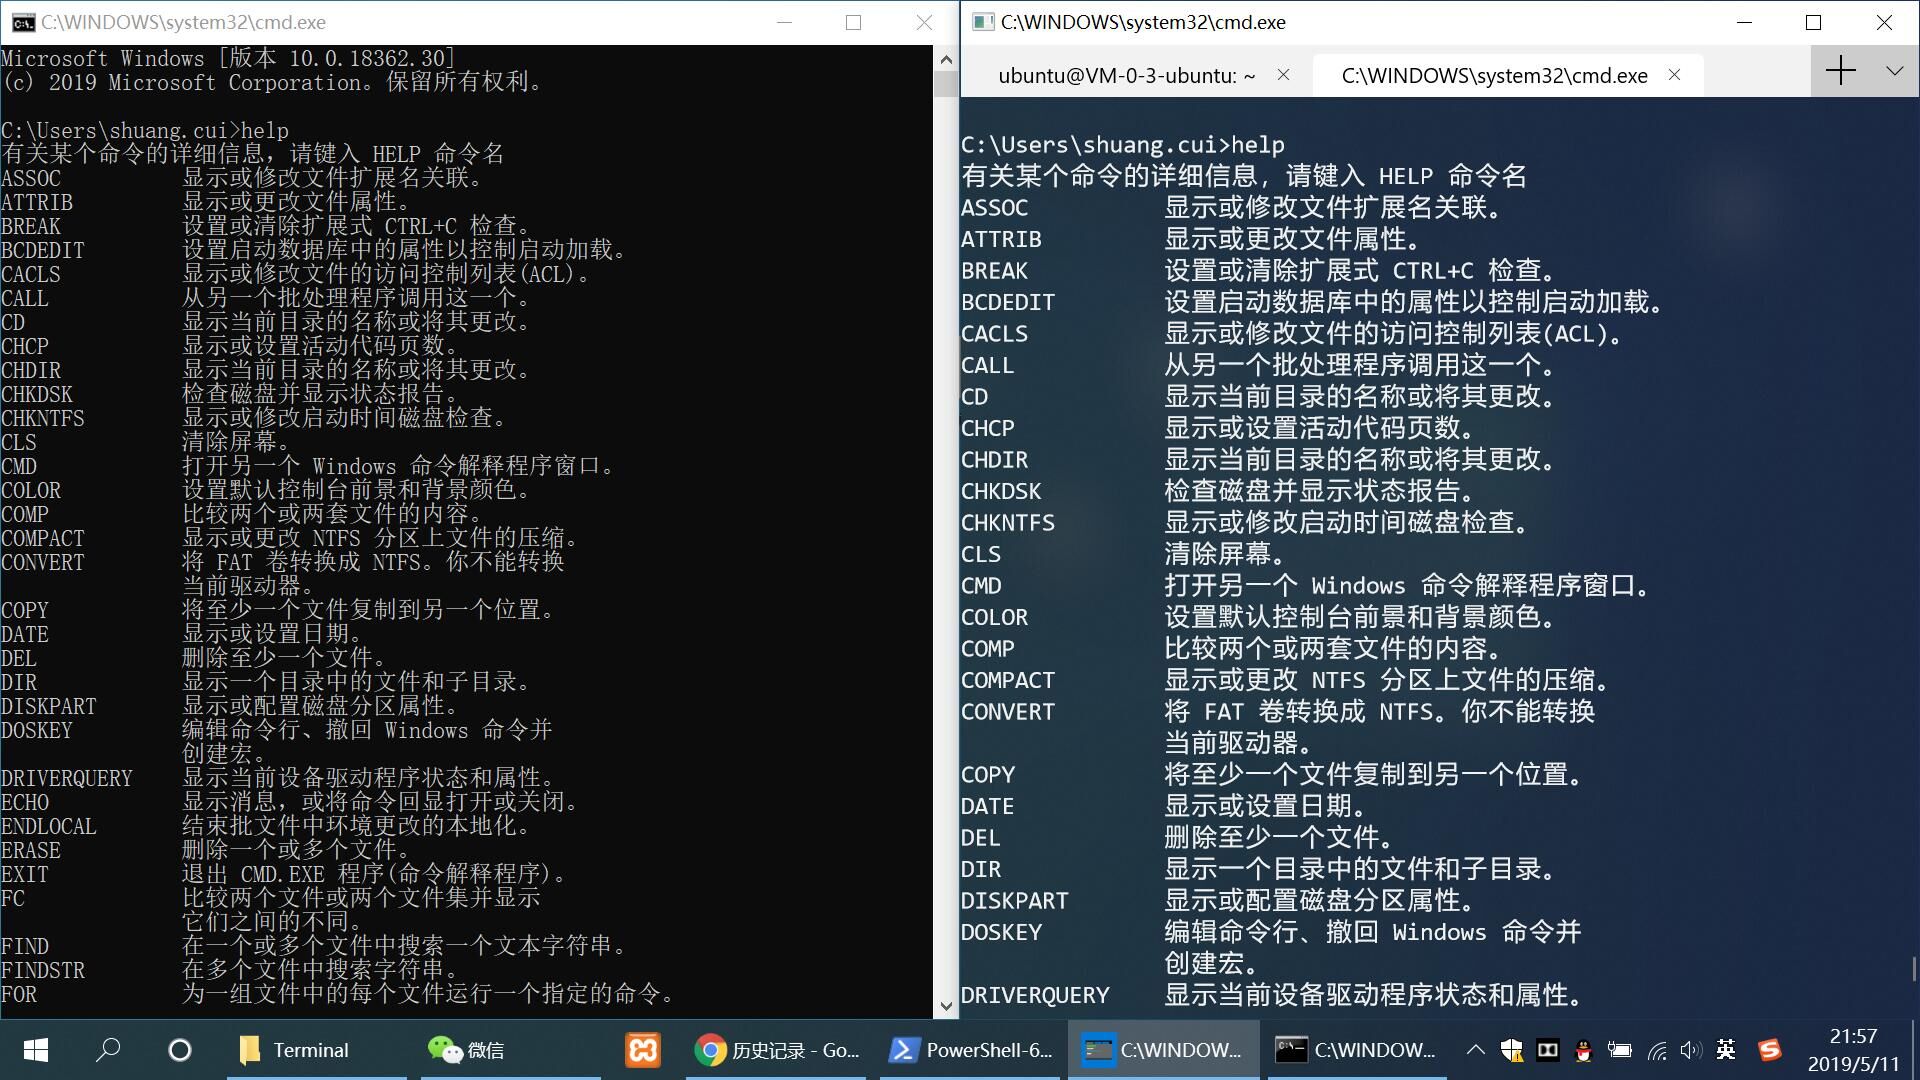 C:\WINDOWS\system32\cmd.exe
Microsoft Windows [版本 10.0.18362.30]
(c) 2019 Microsoft Corporation。保留所有权利。
C:\Users\shuang.cui>help
有关某个命令的详细信息，请键入 HELP 命令名
ASSOC 显示或修改文件扩展名关联。
ATTRIB 显示或更改文件属性。
BREAK 设置或清除扩展式 CTRL+C 检查。
BCDEDIT 设置启动数据库中的属性以控制启动加载。
CACLS 显示或修改文件的访问控制列表(ACL)。
CALL 从另一个批处理程序调用这一个。
CD 显示当前目录的名称或将其更改。
CHCP 显示或设置活动代码页数。
CHDIR 显示当前目录的名称或将其更改。
CHKDSK 检查磁盘并显示状态报告。
CHKNTFS 显示或修改启动时间磁盘检查。
CLS 清除屏幕。
CMD 打开另一个 Windows 命令解释程序窗口。
COLOR 设置默认控制台前景和背景颜色。
COMP 比较两个或两套文件的内容。
COMPACT 显示或更改 NTFS 分区上文件的压缩。
CONVERT 将 FAT 卷转换成 NTFS。你不能转换
当前驱动器。
COPY 将至少一个文件复制到另一个位置。
DATE 显示或设置日期。
DEL 删除至少一个文件。
DIR 显示一个目录中的文件和子目录。
DISKPART 显示或配置磁盘分区属性。
DOSKEY 编辑命令行、撤回 Windows 命令并
创建宏。
DRIVERQUERY 显示当前设备驱动程序状态和属性。
ECHO 显示消息，或将命令回显打开或关闭。
ENDLOCAL 结束批文件中环境更改的本地化。
ERASE 删除一个或多个文件。
EXIT 退出 CMD.EXE 程序(命令解释程序)。
FC 比较两个文件或两个文件集并显示
它们之间的不同。
FIND 在一个或多个文件中搜索一个文本字符串。
FINDSTR 在多个文件中搜索字符串。
FOR 为一组文件中的每个文件运行一个指定的命令。
C:\WINDOWS\system32\cmd.exe
ubuntu@VM-0-3-ubuntu: ~ C:\WINDOWS\system32\cmd.exe
C:\Users\shuang.cui>help
有关某个命令的详细信息，请键入 HELP 命令名
ASSOC 显示或修改文件扩展名关联。
ATTRIB 显示或更改文件属性。
BREAK 设置或清除扩展式 CTRL+C 检查。
BCDEDIT 设置启动数据库中的属性以控制启动加载。
CACLS 显示或修改文件的访问控制列表(ACL)。
CALL 从另一个批处理程序调用这一个。
CD 显示当前目录的名称或将其更改。
CHCP 显示或设置活动代码页数。
CHDIR 显示当前目录的名称或将其更改。
CHKDSK 检查磁盘并显示状态报告。
CHKNTFS 显示或修改启动时间磁盘检查。
CLS 清除屏幕。
CMD 打开另一个 Windows 命令解释程序窗口。
COLOR 设置默认控制台前景和背景颜色。
COMP 比较两个或两套文件的内容。
COMPACT 显示或更改 NTFS 分区上文件的压缩。
CONVERT 将 FAT 卷转换成 NTFS。你不能转换
当前驱动器。
COPY 将至少一个文件复制到另一个位置。
DATE 显示或设置日期。
DEL 删除至少一个文件。
DIR 显示一个目录中的文件和子目录。
DISKPART 显示或配置磁盘分区属性。
DOSKEY 编辑命令行、撤回 Windows 命令并
创建宏。
DRIVERQUERY 显示当前设备驱动程序状态和属性。
Terminal 微信 历史记录 - Go... PowerShell-6... C:\WINDOW... C:\WINDOW... 英 21:57
2019/5/11